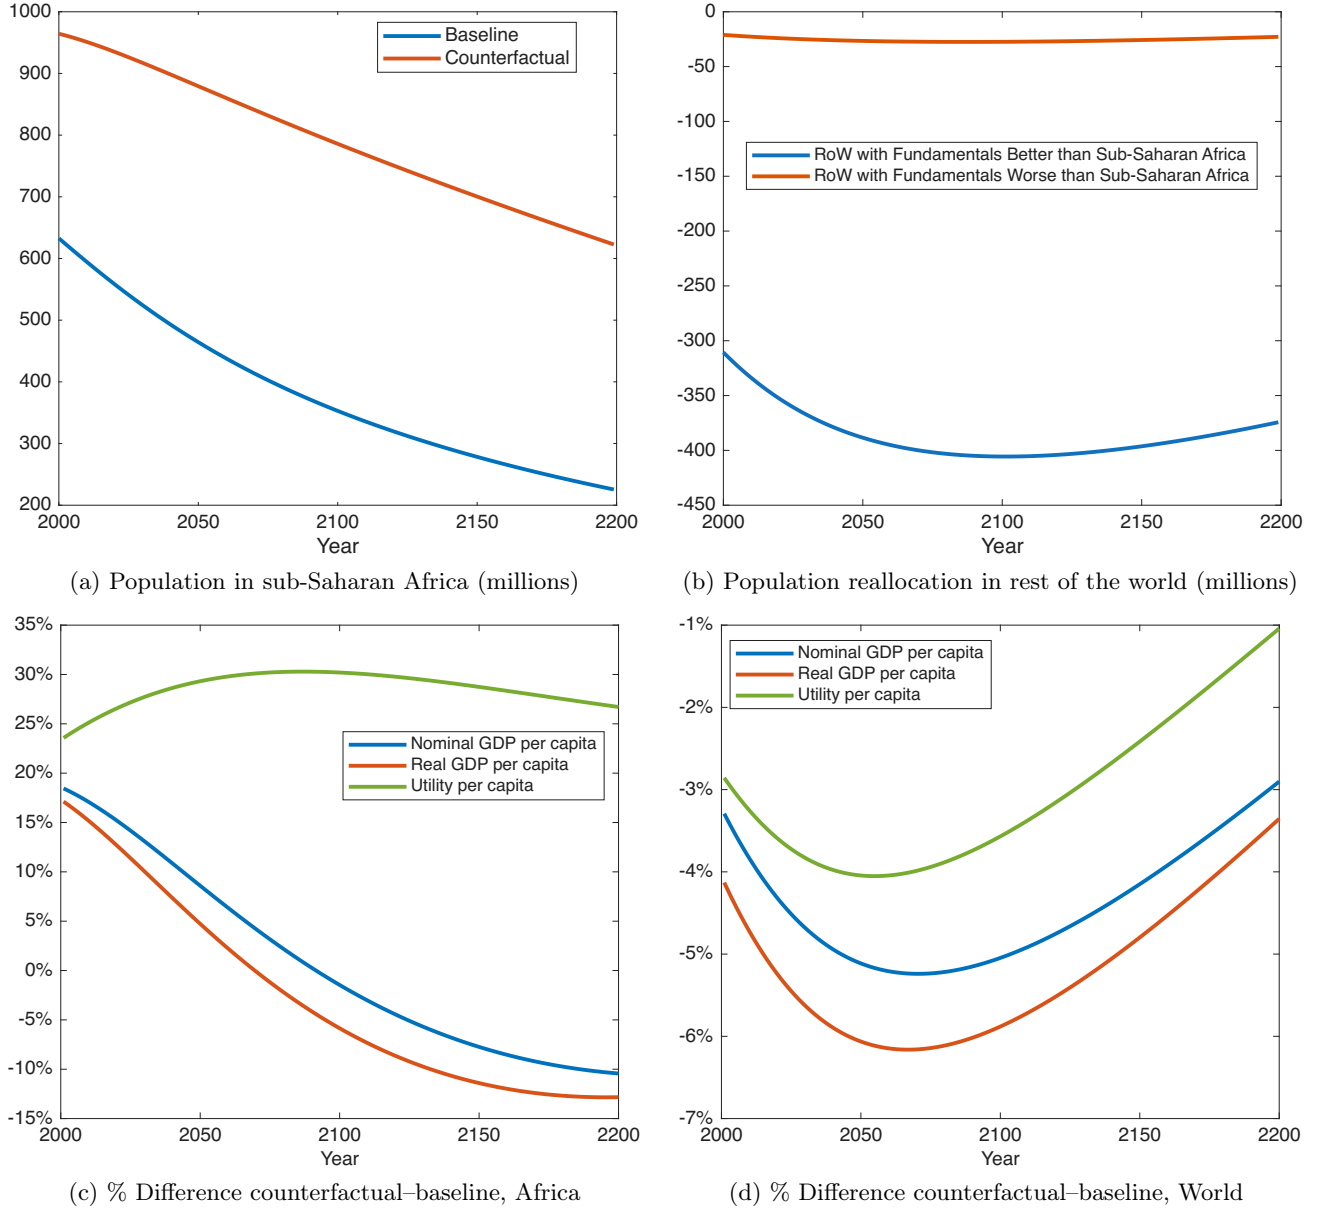 1000
900
800
700
600
500
400
300
200
Baseline
Counterfactual
2000 2050 2100 2150 2200
Year
(a) Population in sub-Saharan Africa (millions)
0
-50
-100
-150
-200
-250
-300
-350
-400
-450
RoW with Fundamentals Better than Sub-Saharan Africa
RoW with Fundamentals Worse than Sub-Saharan Africa
2000 2050 2100 2150 2200
Year
(b) Population reallocation in rest of the world (millions)
35%
30%
25%
20%
15%
10%
5%
0%
-5%
-10%
-15%
Nominal GDP per capita
Real GDP per capita
Utility per capita
2000 2050 2100 2150 2200
Year
(c) % Difference counterfactual–baseline, Africa
-1%
-2%
-3%
-4%
-5%
-6%
-7%
Nominal GDP per capita
Real GDP per capita
Utility per capita
2000 2050 2100 2150 2200
Year
(d) % Difference counterfactual–baseline, World